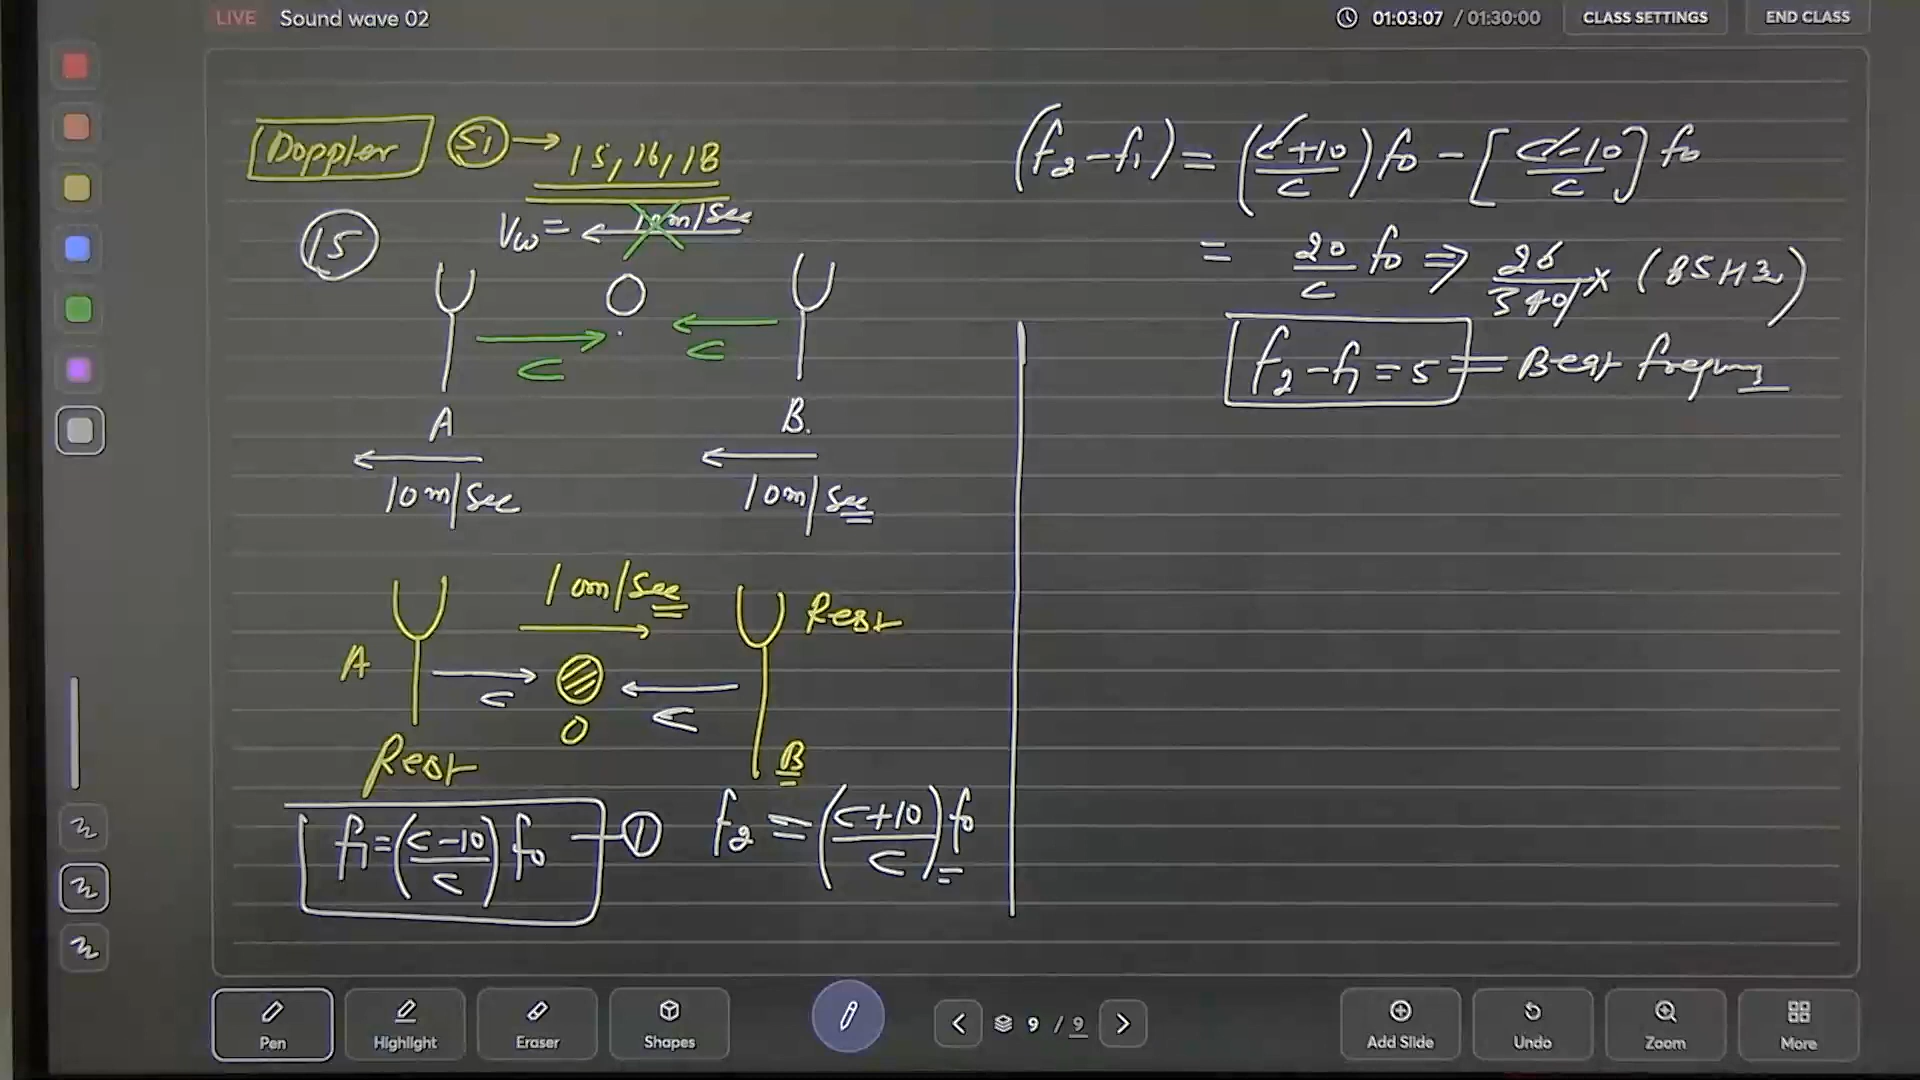 LIVE Sound wave 02
01:03:07 / 01:30:00 CLASS SETTINGS END CLASS
Doppler S1 → 15, 16, 18
15
Vw = ← 10m/sec
O
C C
A B.
10m/sec 10m/sec
10m/sec
Rest
A
C C
O
Rest B
f1 = (C-10/C) f0 — 1
f2 = (C+10/C) f0
(f2 - f1) = (C+10/C) f0 - [C-10/C] f0
= 20/C f0 ⇒ 20/340 × (85Hz)
f2 - f1 = 5 = Beat
Pen Highlight Eraser Shapes
9 / 9
Add Slide Undo Zoom More